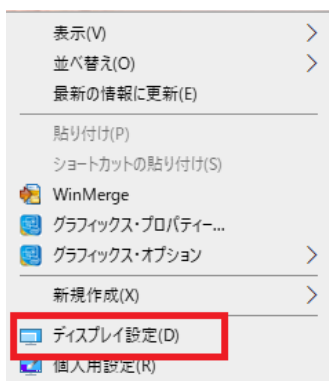 表示(V)
並べ替え(O)
最新の情報に更新(E)
貼り付け(P)
ショートカットの貼り付け(S)
WinMerge
グラフィックス・プロパティー...
グラフィックス・オプション
新規作成(X)
ディスプレイ設定(D)
個人用設定(R)